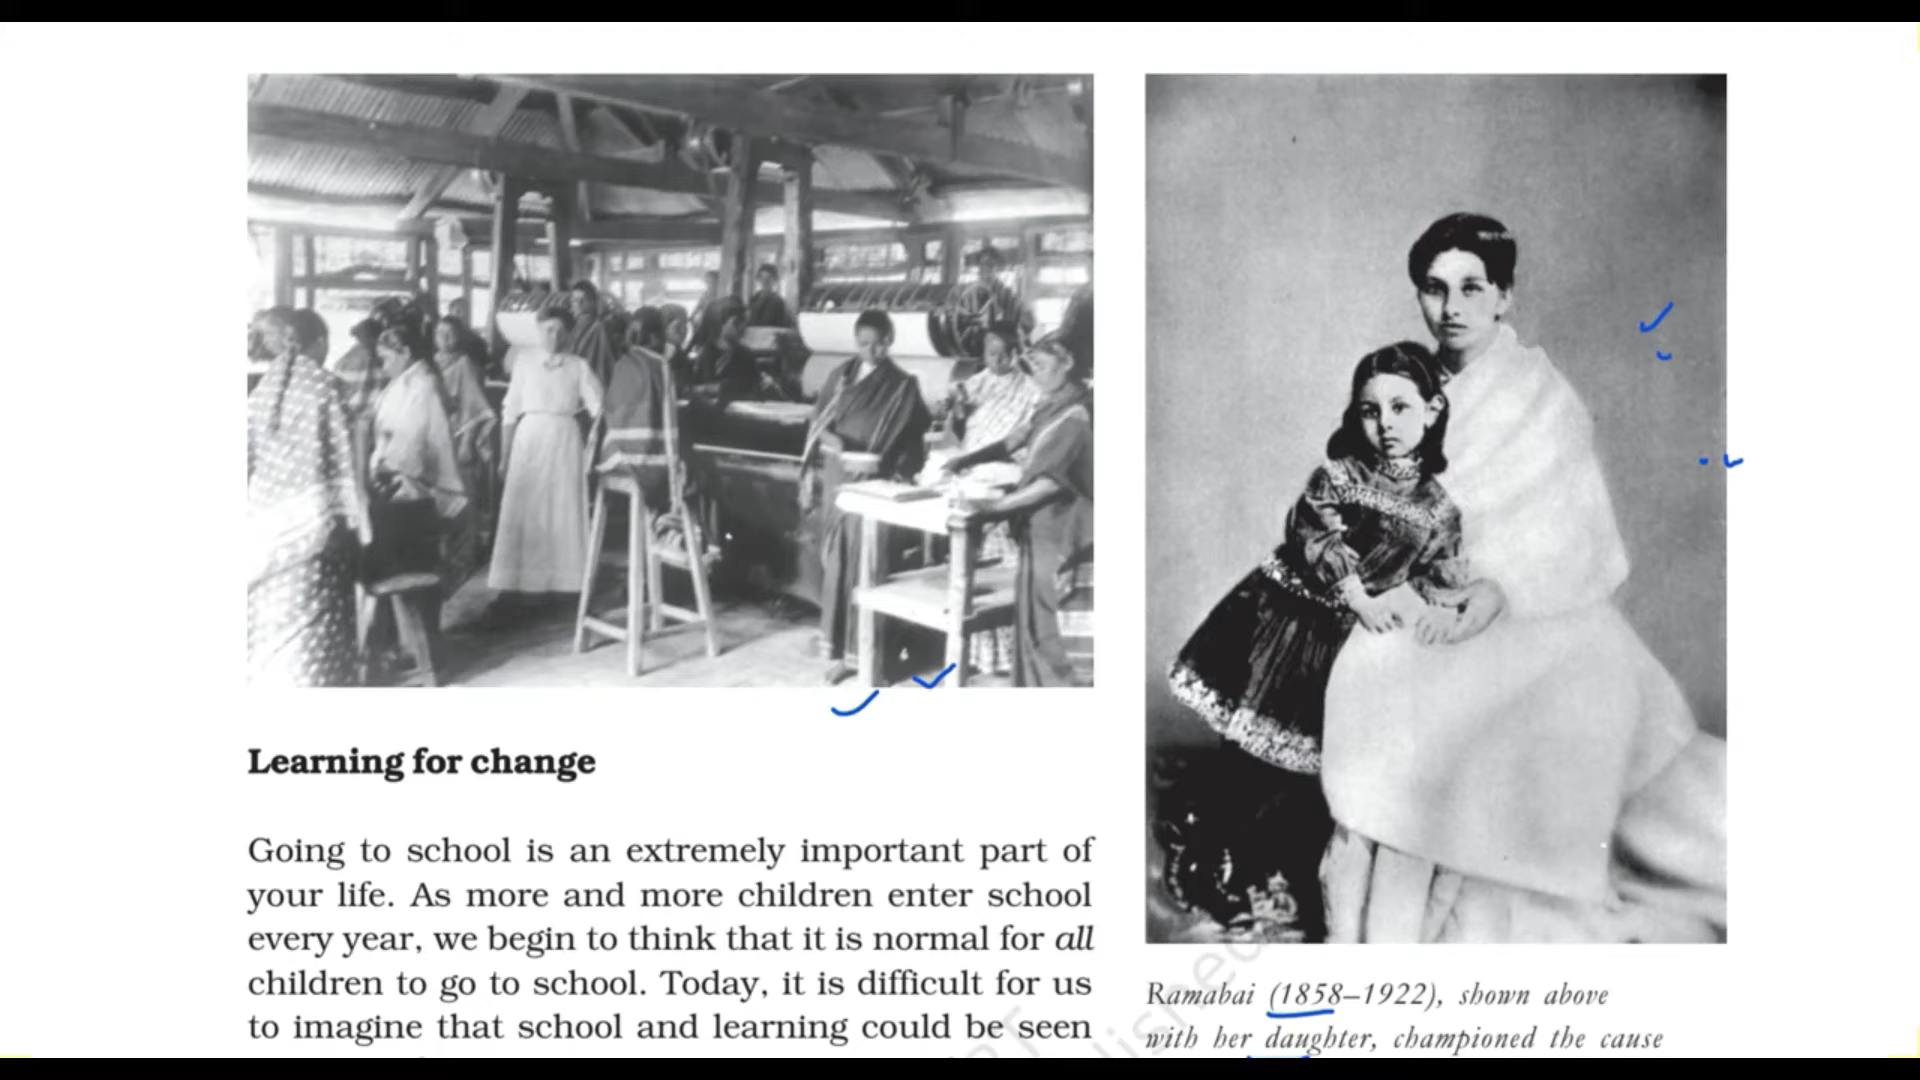 Learning for change
Going to school is an extremely important part of
your life. As more and more children enter school
every year, we begin to think that it is normal for all
children to go to school. Today, it is difficult for us
to imagine that school and learning could be seen
Ramabai (1858–1922), shown above
with her daughter, championed the cause